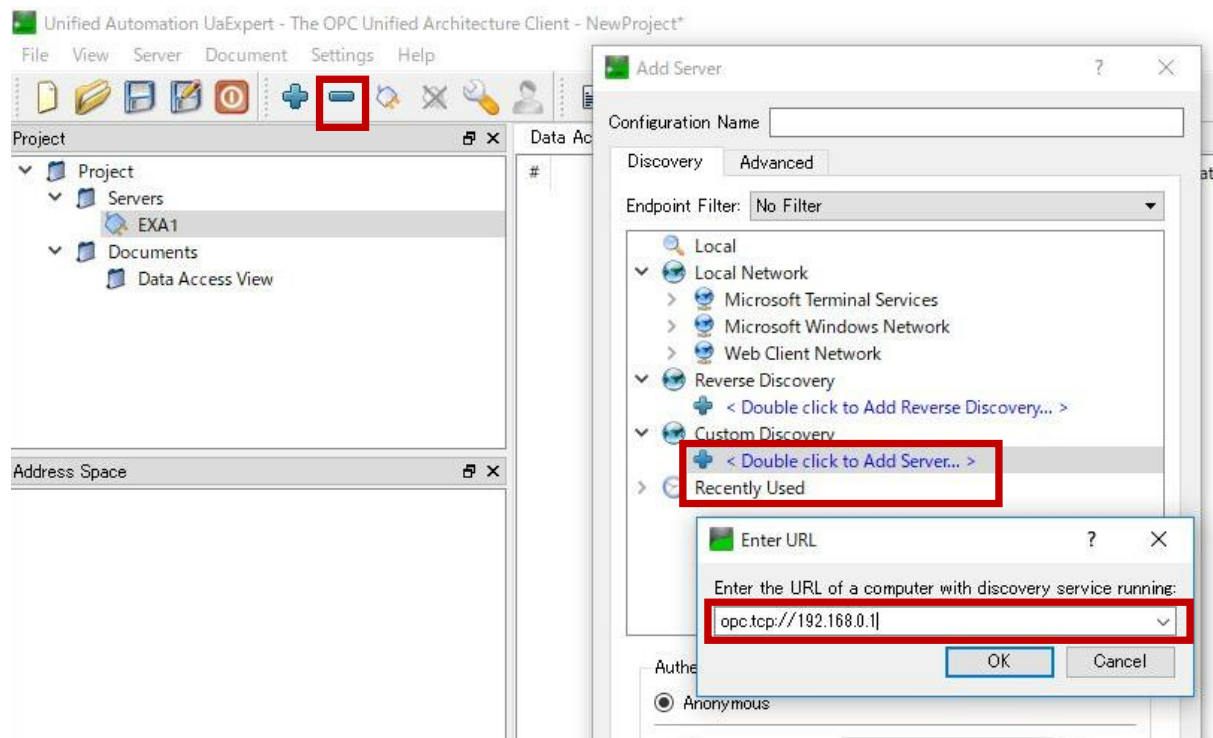 Unified Automation UaExpert - The OPC Unified Architecture Client - NewProject*
File View Server Document Settings Help
Project
Project
Servers
EXA1
Documents
Data Access View
Address Space
Data Ac
#
Add Server
?
Configuration Name
Discovery Advanced
Endpoint Filter: No Filter
Local
Local Network
Microsoft Terminal Services
Microsoft Windows Network
Web Client Network
Reverse Discovery
< Double click to Add Reverse Discovery... >
Custom Discovery
< Double click to Add Server... >
Recently Used
Enter URL
?
Enter the URL of a computer with discovery service running:
opc.tcp://192.168.0.1
OK Cancel
Authe
Anonymous
at